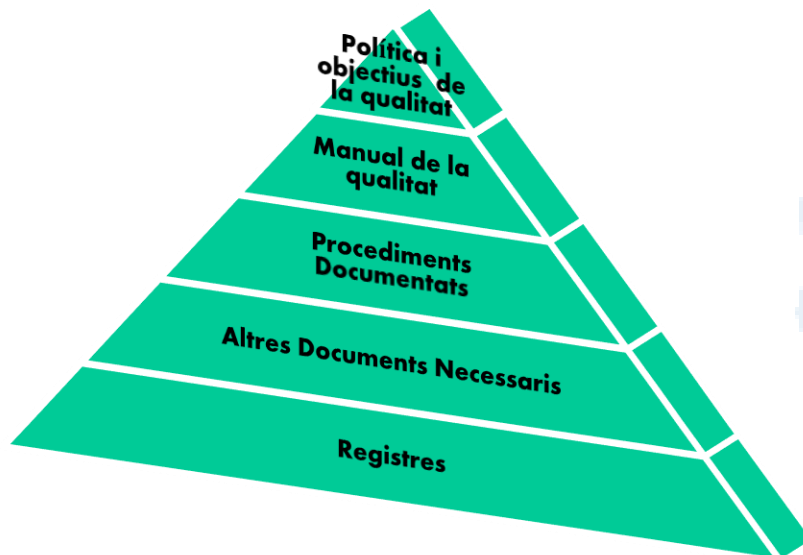 Política i
objectius de
la qualitat
Manual de la
qualitat
Procediments
Documentats
Altres Documents Necessaris
Registres